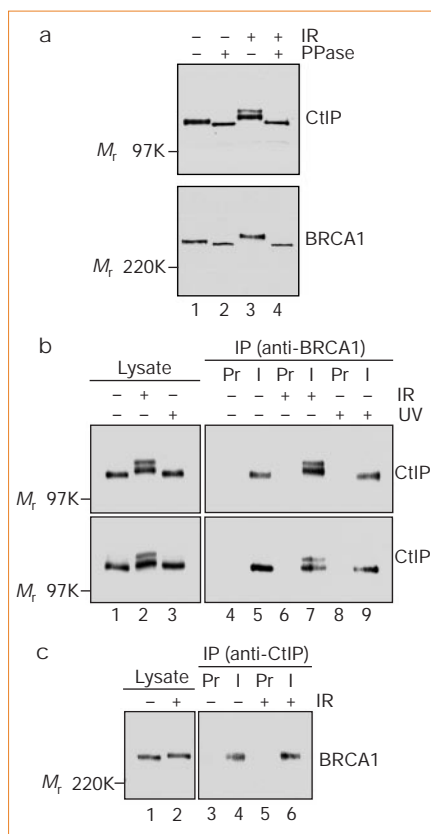 a
− − + + IR
− + − + PPase
CtIP
Mr 97K
BRCA1
Mr 220K
1 2 3 4
b
IP (anti-BRCA1)
Lysate Pr I Pr I Pr I
− + − − − + + − − IR
− − + − − − − + + UV
CtIP
Mr 97K
CtIP
Mr 97K
1 2 3 4 5 6 7 8 9
c
IP (anti-CtIP)
Lysate Pr I Pr I
− + − − + + IR
BRCA1
Mr 220K
1 2 3 4 5 6